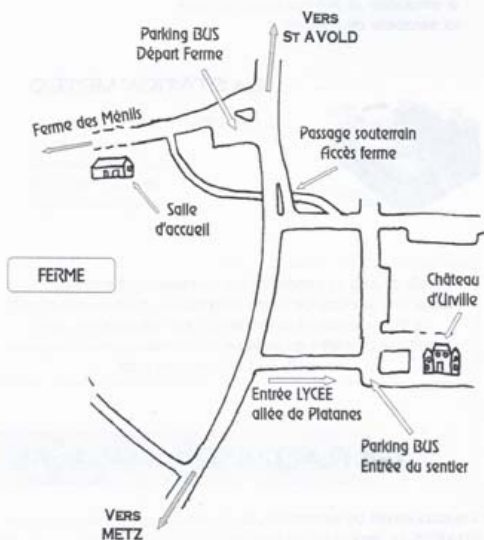 Parking BUS
Départ Ferme
VERS
ST AVOLD
Ferme des Ménils
Passage souterrain
Accès ferme
Salle
d'accueil
FERME
Château
d'Urville
Entrée LYCEE
allée de Platanes
Parking BUS
Entrée du sentier
VERS
METZ